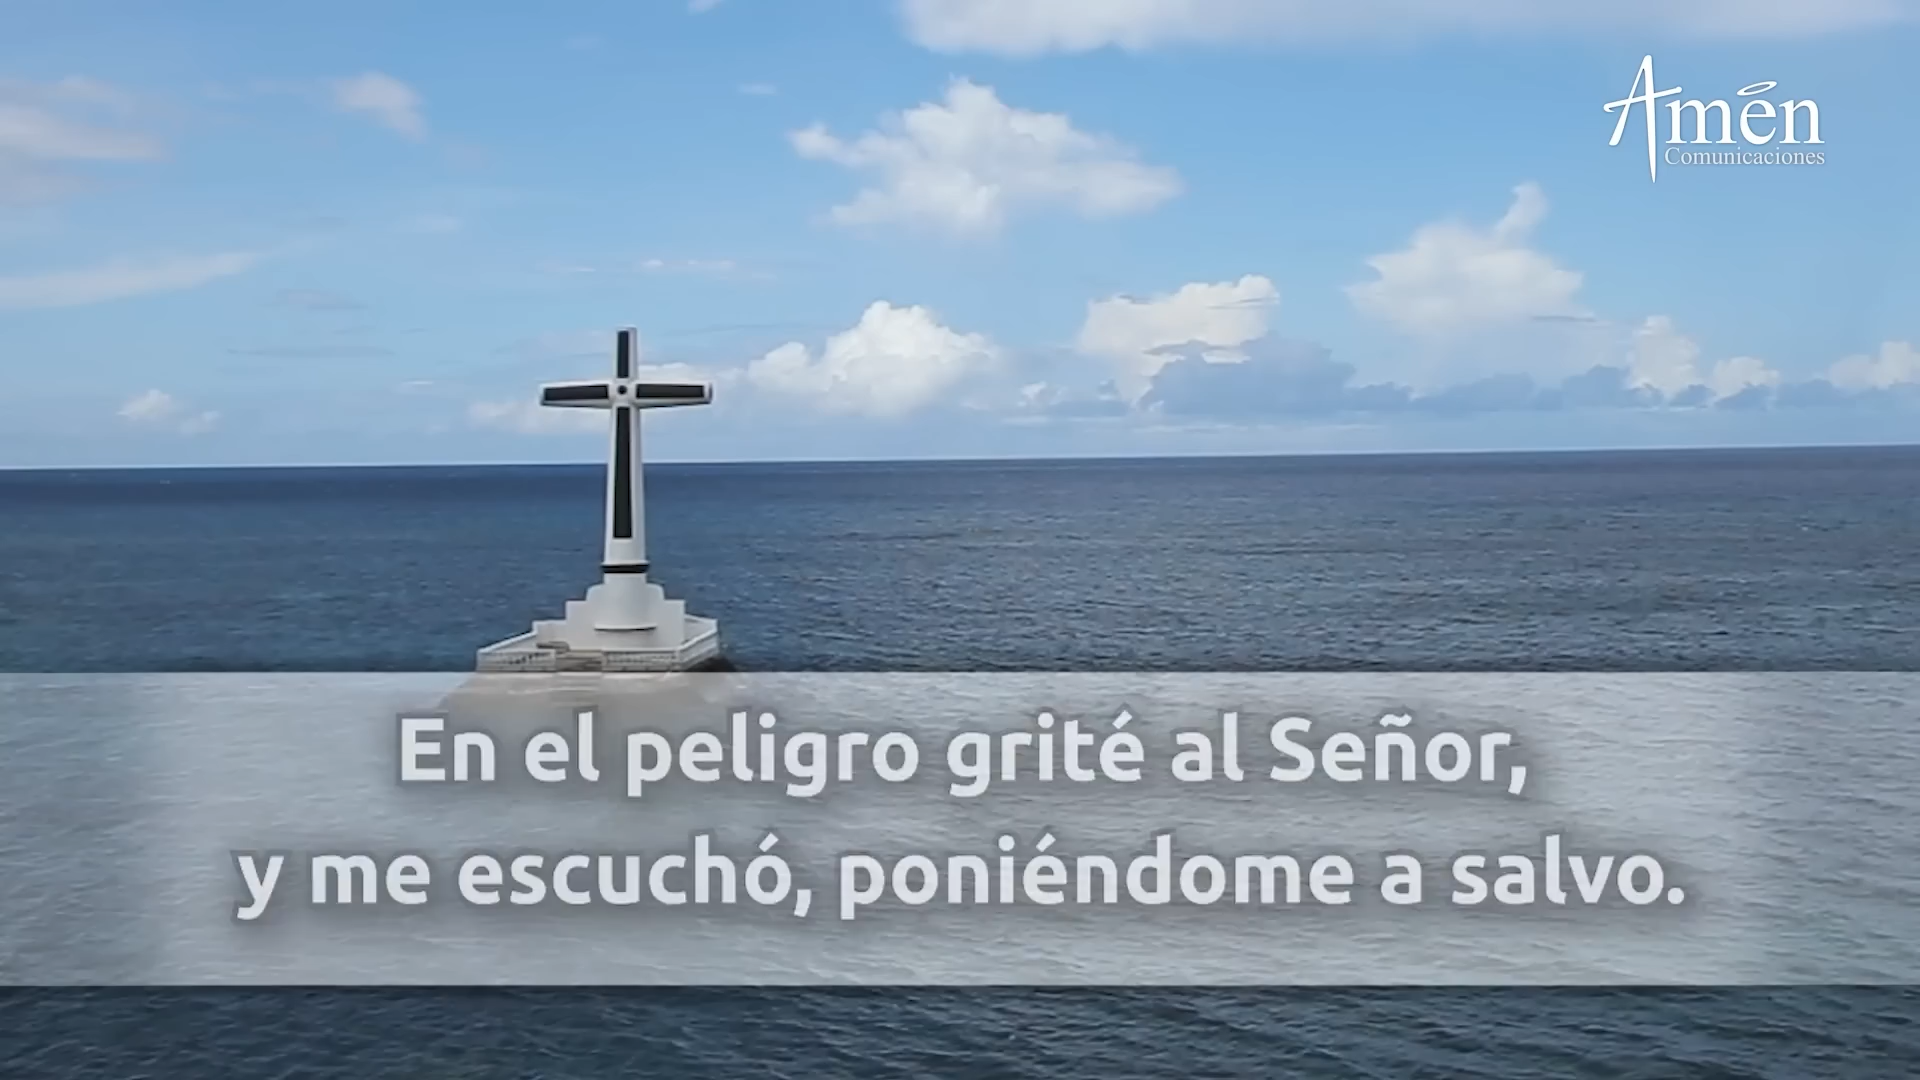 Amén
Comunicaciones
En el peligro grité al Señor,
y me escuchó, poniéndome a salvo.